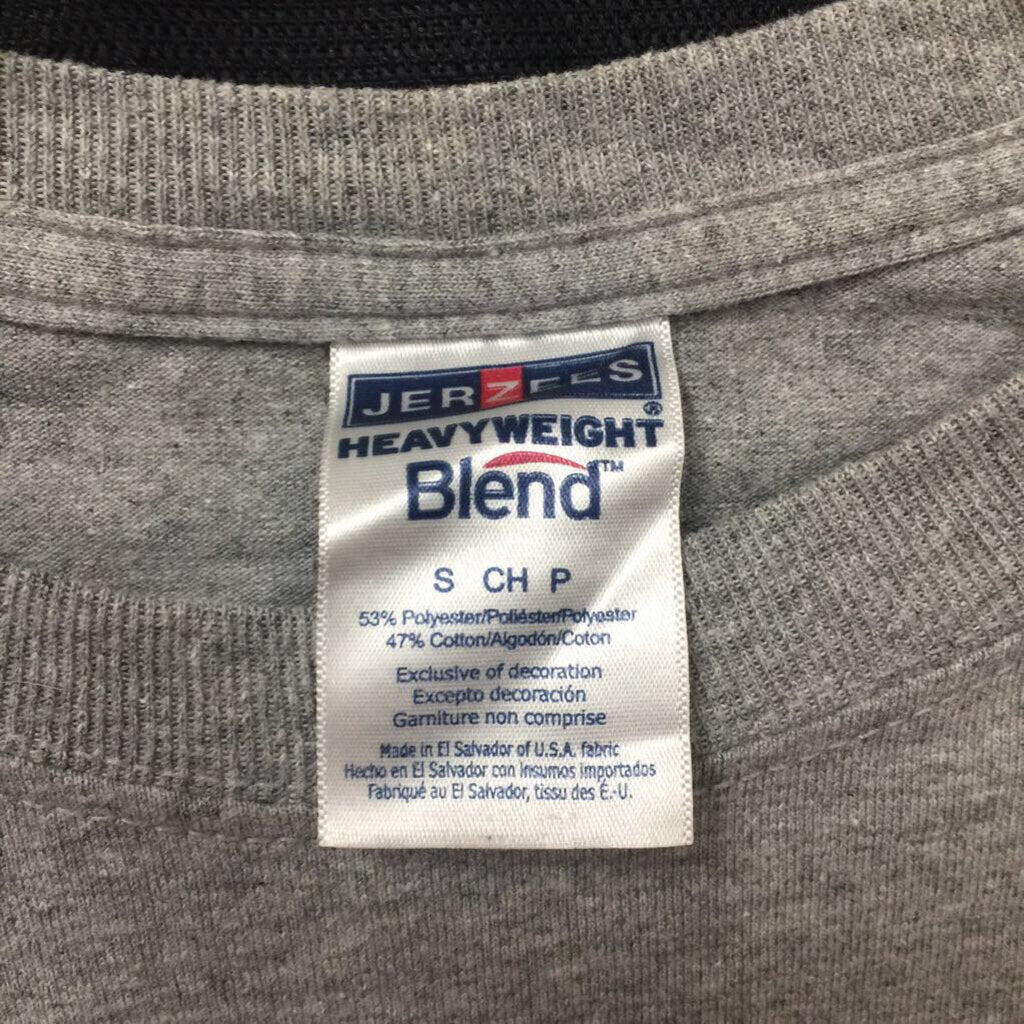 JERZEES
®
HEAVYWEIGHT
Blend™
S CH P
53% Polyester/Poliéster/Polyester
47% Cotton/Algodón/Coton
Exclusive of decoration
Excepto decoración
Garniture non comprise
Made in El Salvador of U.S.A. fabric
Hecho en El Salvador con insumos importados
Fabriqué au El Salvador, tissu des É.-U.